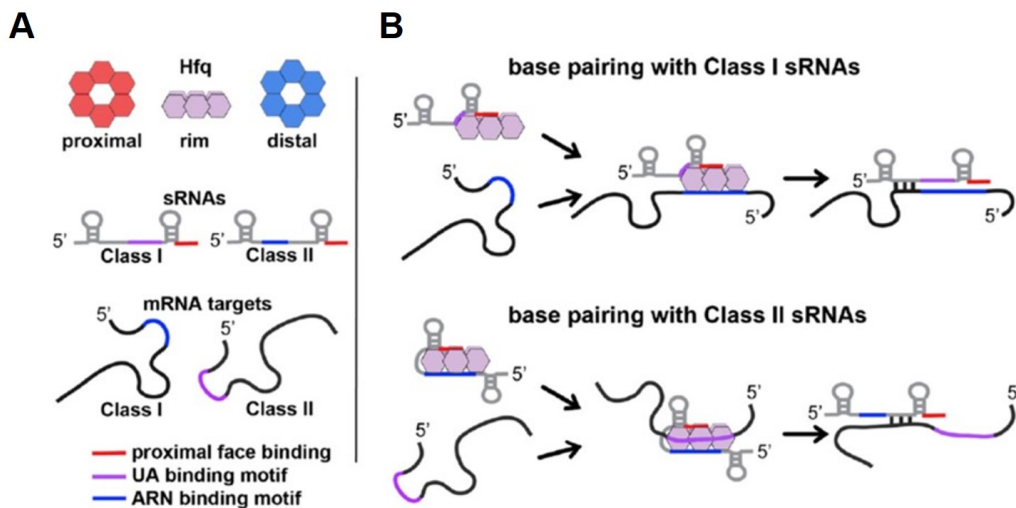 A
Hfq
proximal rim distal
sRNAs
5' 5'
Class I Class II
mRNA targets
5' 5'
Class I Class II
proximal face binding
UA binding motif
ARN binding motif
B
base pairing with Class I sRNAs
5' 5' 5'
5' 5' 5'
base pairing with Class II sRNAs
5' 5' 5' 5'
5' 5' 5'